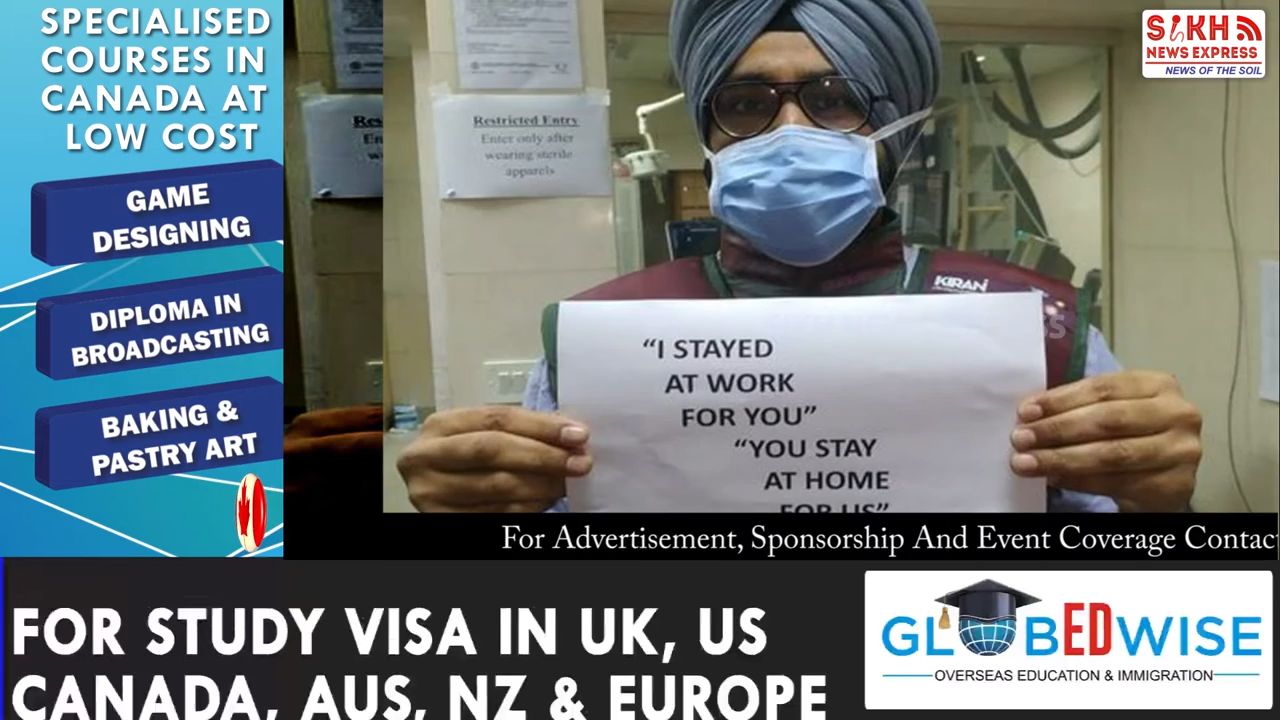 SPECIALISED
COURSES IN
CANADA AT
LOW COST
GAME
DESIGNING
DIPLOMA IN
BROADCASTING
BAKING &
PASTRY ART
Restricted Entry
Enter only after
wearing sterile
apparels
SIKH
NEWS EXPRESS
NEWS OF THE SOIL
KIRAN
"I STAYED
AT WORK
FOR YOU"
"YOU STAY
AT HOME
FOR US"
For Advertisement, Sponsorship And Event Coverage Contac
FOR STUDY VISA IN UK, US
CANADA, AUS, NZ & EUROPE
GLOBEDWISE
OVERSEAS EDUCATION & IMMIGRATION